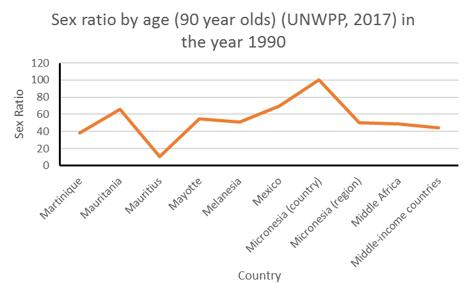 Sex ratio by age (90 year olds) (UNWPP, 2017) in
the year 1990
120
100
80
60
40
20
0
Sex Ratio
Martinique
Mauritania
Mauritius
Mayotte
Melanesia
Mexico
Micronesia (country)
Micronesia (region)
Middle Africa
Middle-income countries
Country